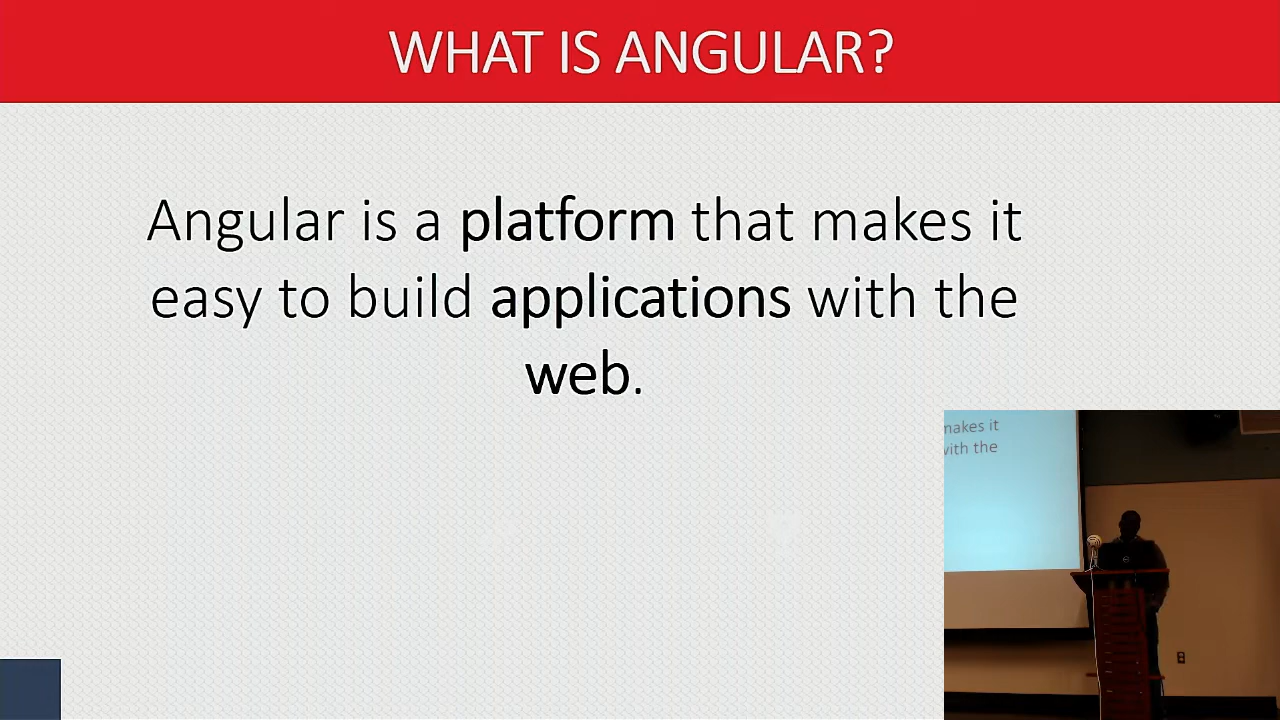 WHAT IS ANGULAR?
Angular is a platform that makes it
easy to build applications with the
web.
makes it
with the